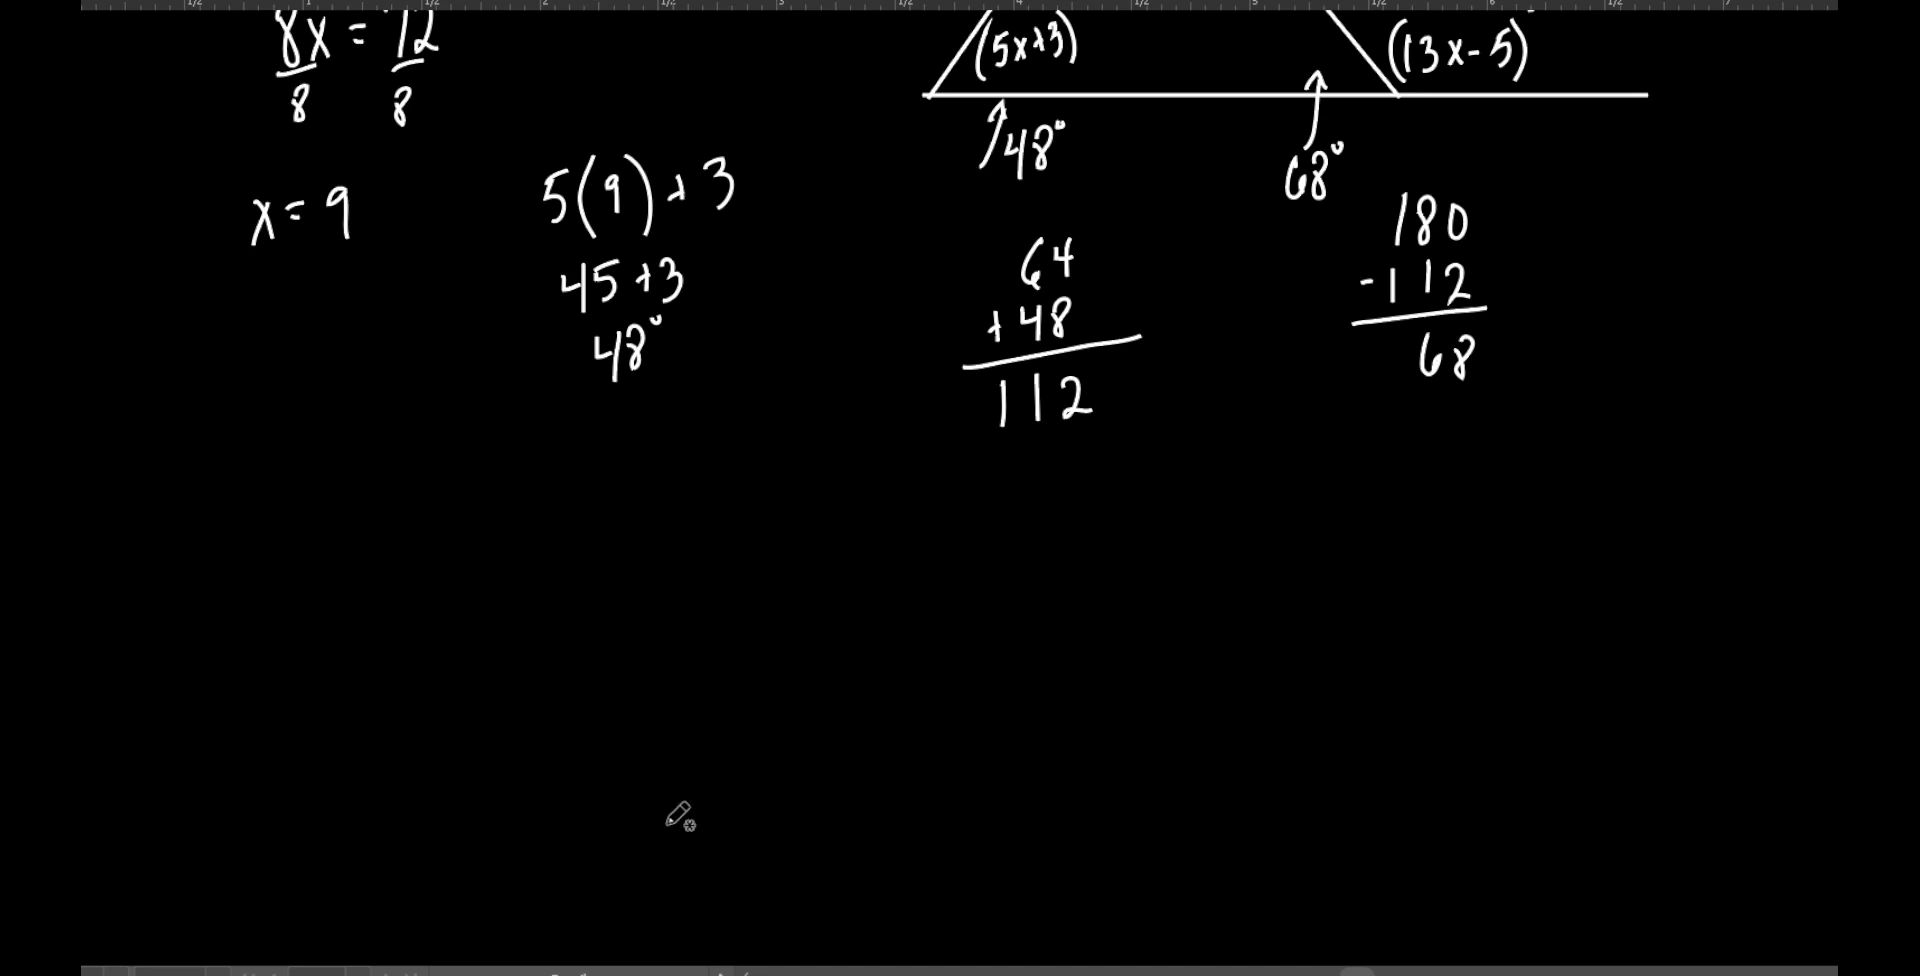 8x = 72
8 8
x = 9
5(9) + 3
45 + 3
48°
(5x+3)
(13x-5)
48°
68°
64
+ 48
112
180
- 112
68